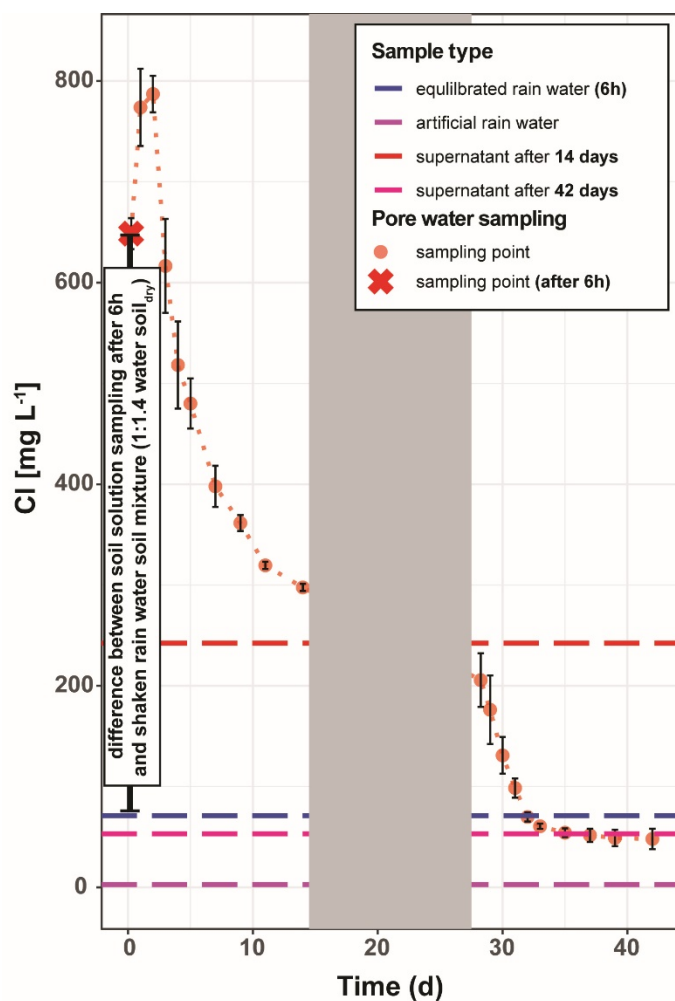 Sample type
equlilbrated rain water (6h)
artificial rain water
supernatant after 14 days
supernatant after 42 days
Pore water sampling
sampling point
sampling point (after 6h)
800
600
400
200
0
Cl [mg L-1]
difference between soil solution sampling after 6h
and shaken rain water soil mixture (1:1.4 water soildry)
0
10
20
30
40
Time (d)